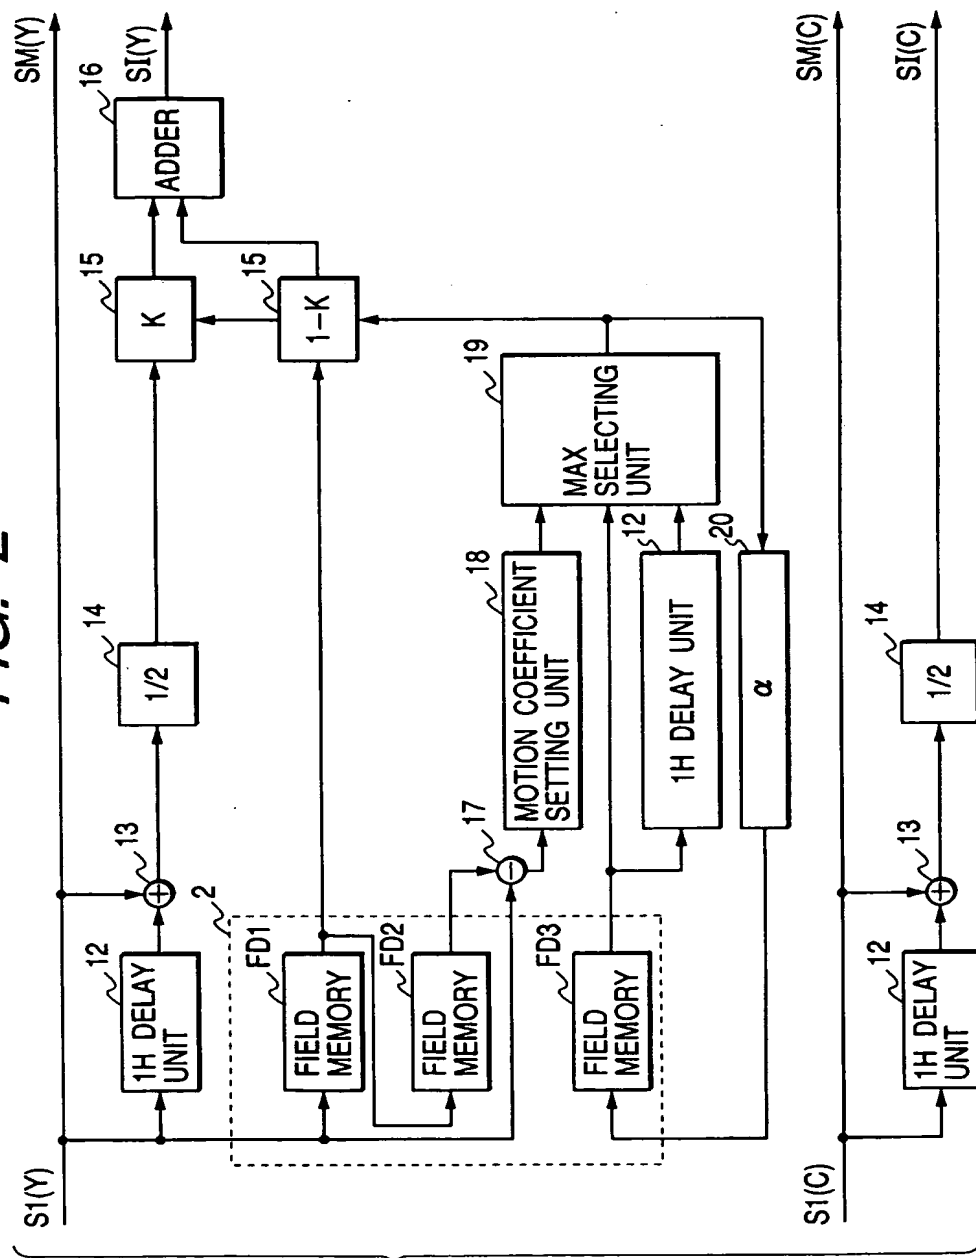 FIG. 2
S1(Y)
SM(Y)
12
1H DELAY
UNIT
13
+
14
1/2
15
K
16
ADDER
SI(Y)
2
FD1
FIELD
MEMORY
15
1-K
FD2
FIELD
MEMORY
17
−
18
MOTION COEFFICIENT
SETTING UNIT
19
MAX
SELECTING
UNIT
FD3
FIELD
MEMORY
12
1H DELAY UNIT
20
α
S1(C)
SM(C)
12
1H DELAY
UNIT
13
+
14
1/2
SI(C)